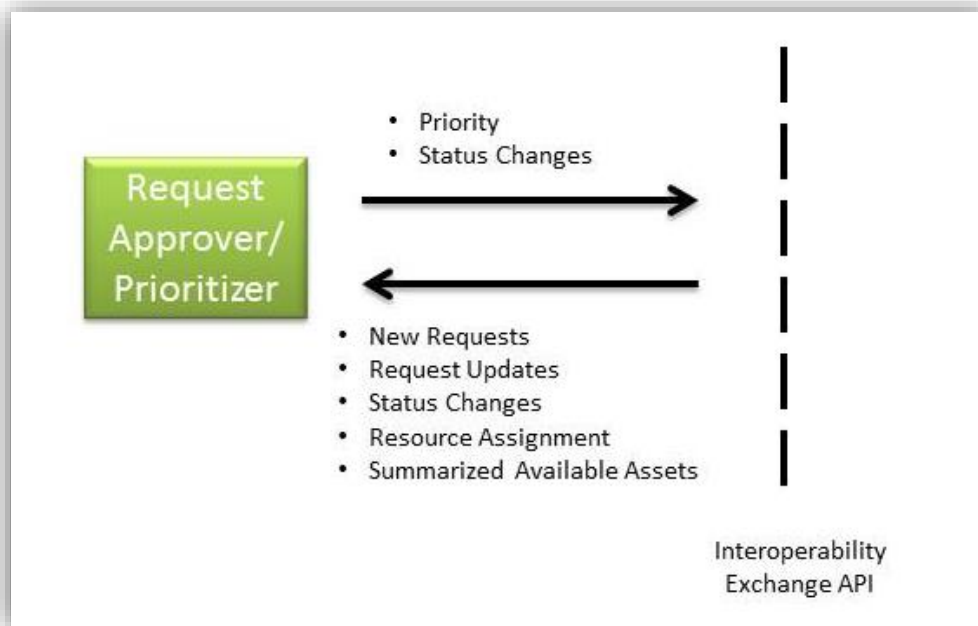 • Priority
• Status Changes
Request
Approver/
Prioritizer
• New Requests
• Request Updates
• Status Changes
• Resource Assignment
• Summarized Available Assets
Interoperability
Exchange API